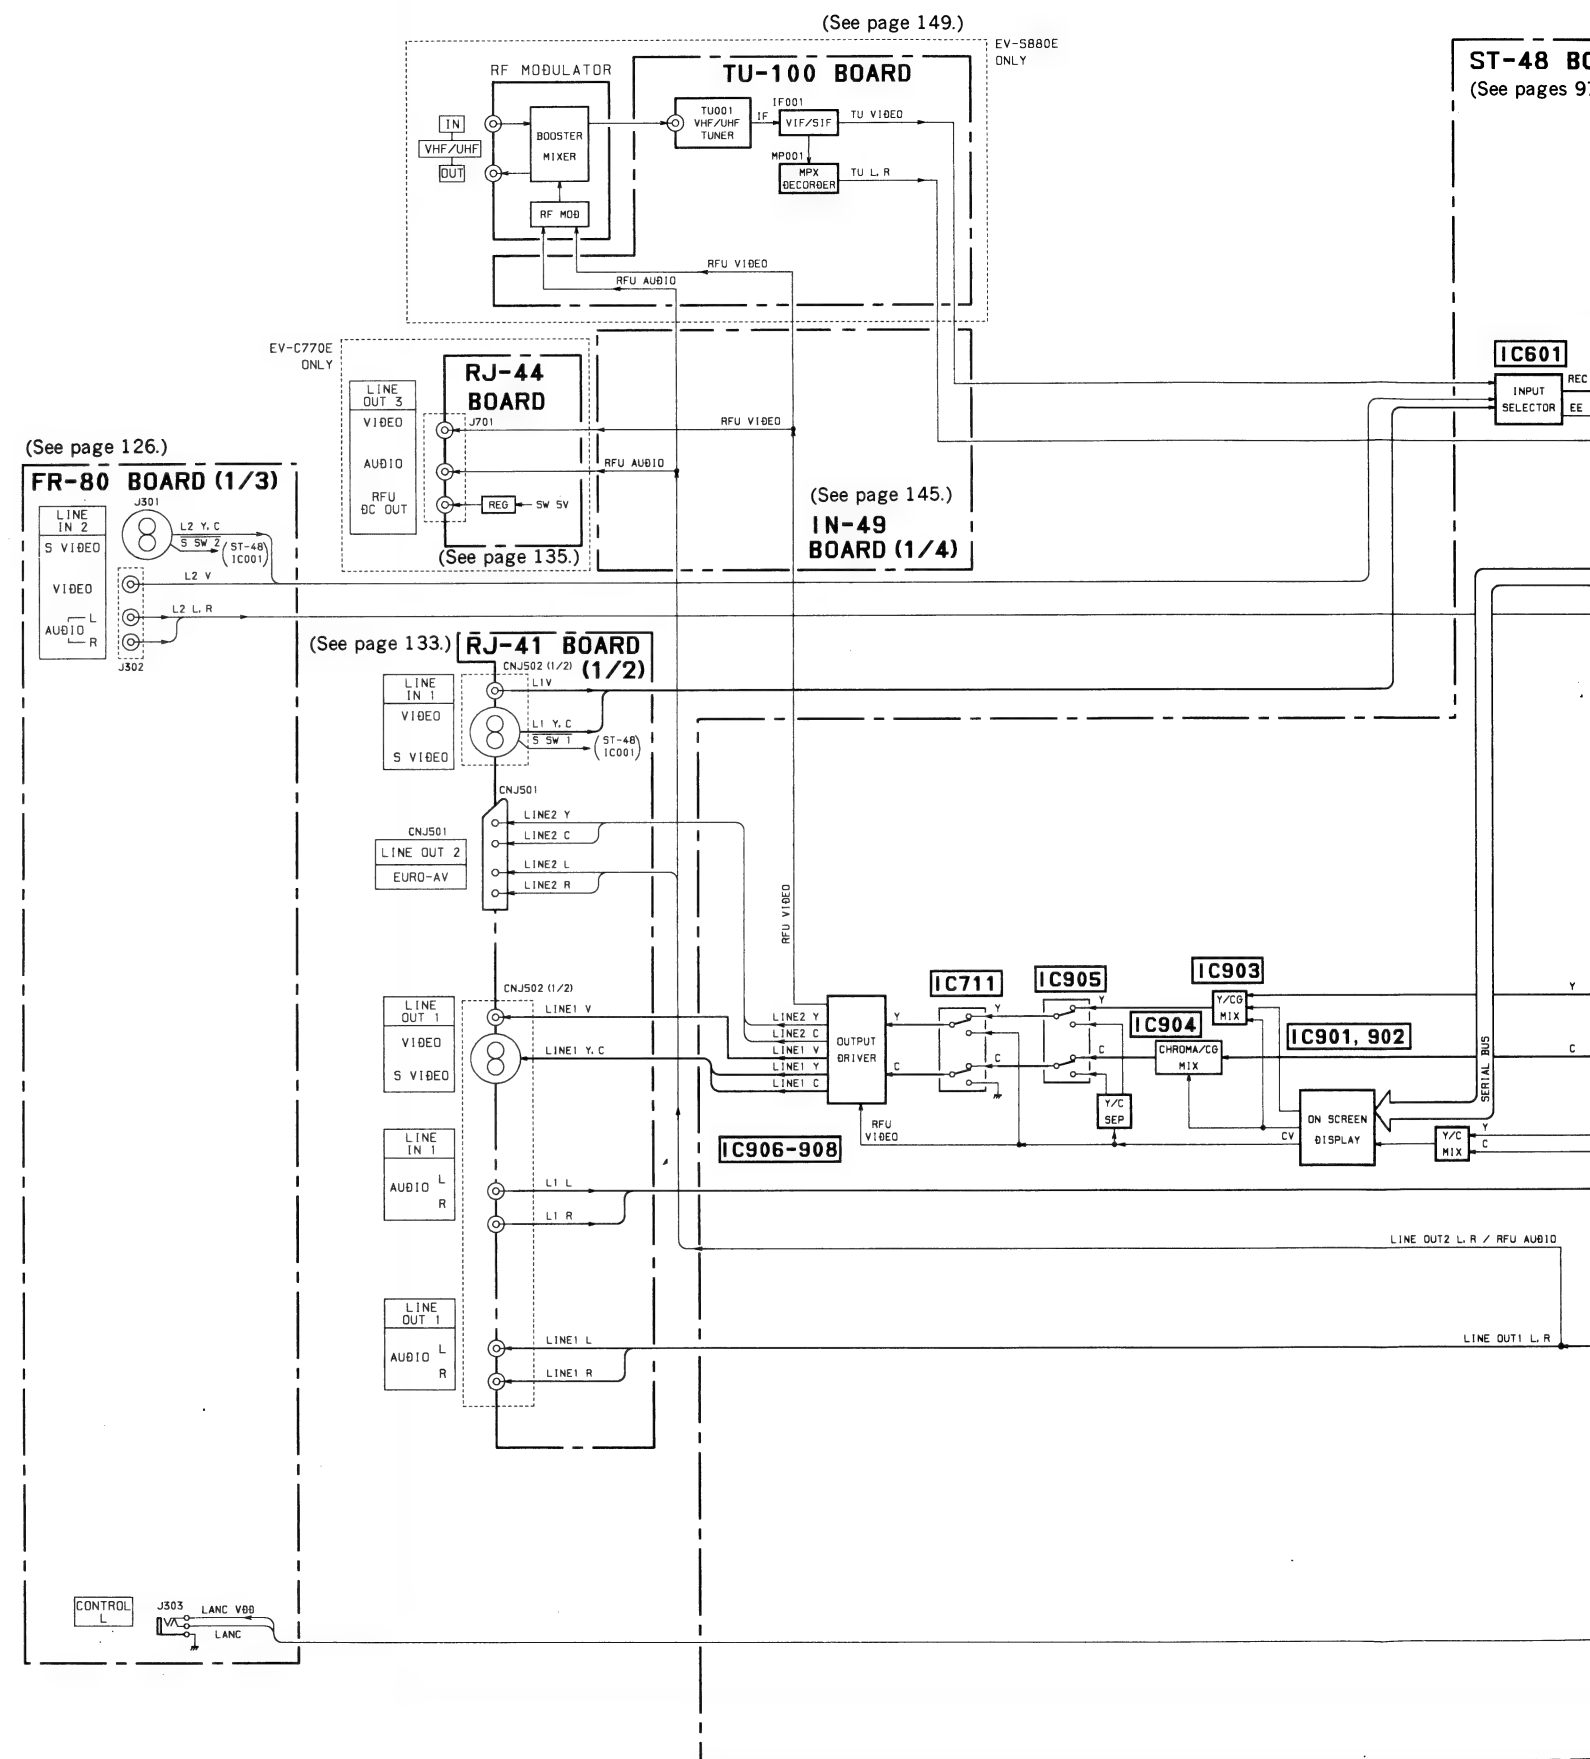 (See page 149.)
EV-S880E
ONLY
RF MODULATOR
TU-100 BOARD
IN
VHF/UHF
OUT
BOOSTER
MIXER
RF MOD
TU001
VHF/UHF
TUNER
IF
IF001
VIF/SIF
TU VIDEO
MP001
MPX
DECORDER
TU L, R
RFU VIDEO
RFU AUDIO
ST-48
(See pages
IC601
INPUT
SELECTOR
REC
EE
EV-C770E
ONLY
RJ-44
BOARD
LINE
OUT 3
VIDEO
AUDIO
RFU
DC OUT
J701
REG
SW 5V
(See page 135.)
RFU VIDEO
RFU AUDIO
(See page 145.)
IN-49
BOARD (1/4)
(See page 126.)
FR-80 BOARD (1/3)
J301
LINE
IN 2
S VIDEO
VIDEO
AUDIO
L
R
L2 Y, C
S SW 2
(ST-48
IC001)
L2 V
L2 L, R
J302
(See page 133.)
RJ-41 BOARD
(1/2)
CNJ502 (1/2)
LINE
IN 1
VIDEO
S VIDEO
L1V
L1 Y, C
S SW 1
(ST-48
IC001)
CNJ501
CNJ501
LINE OUT 2
EURO-AV
LINE2 Y
LINE2 C
LINE2 L
LINE2 R
RFU VIDEO
CNJ502 (1/2)
LINE
OUT 1
VIDEO
S VIDEO
LINE1 V
LINE1 Y, C
LINE2 Y
LINE2 C
LINE1 V
LINE1 Y
LINE1 C
OUTPUT
DRIVER
Y
C
IC711
Y
C
IC905
Y
C
IC903
Y/CG
MIX
IC904
CHROMA/CG
MIX
IC901, 902
Y
C
SERIAL BUS
Y/C
SEP
RFU
VIDEO
IC906-908
CV
ON SCREEN
DISPLAY
Y/C
MIX
Y
C
LINE
IN 1
AUDIO
L
R
L1 L
L1 R
LINE OUT2 L, R / RFU AUDIO
LINE
OUT 1
AUDIO
L
R
LINE1 L
LINE1 R
LINE OUT1 L, R
CONTROL
L
J303
LANC VDD
LANC